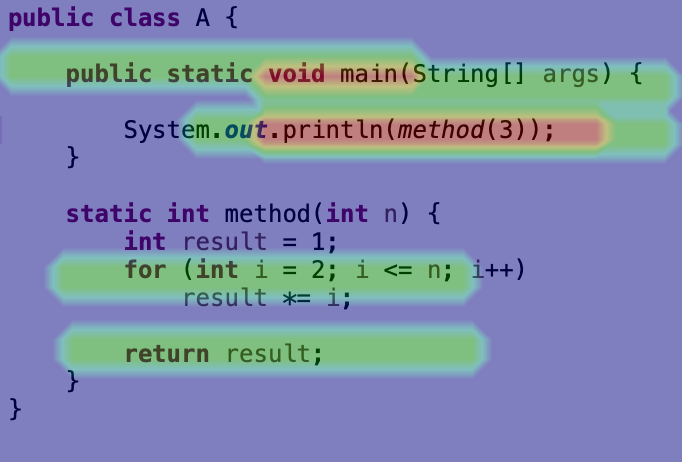 public class A {
public static void main(String[] args) {
System.out.println(method(3));
}
static int method(int n) {
int result = 1;
for (int i = 2; i <= n; i++)
result *= i;
return result;
}
}